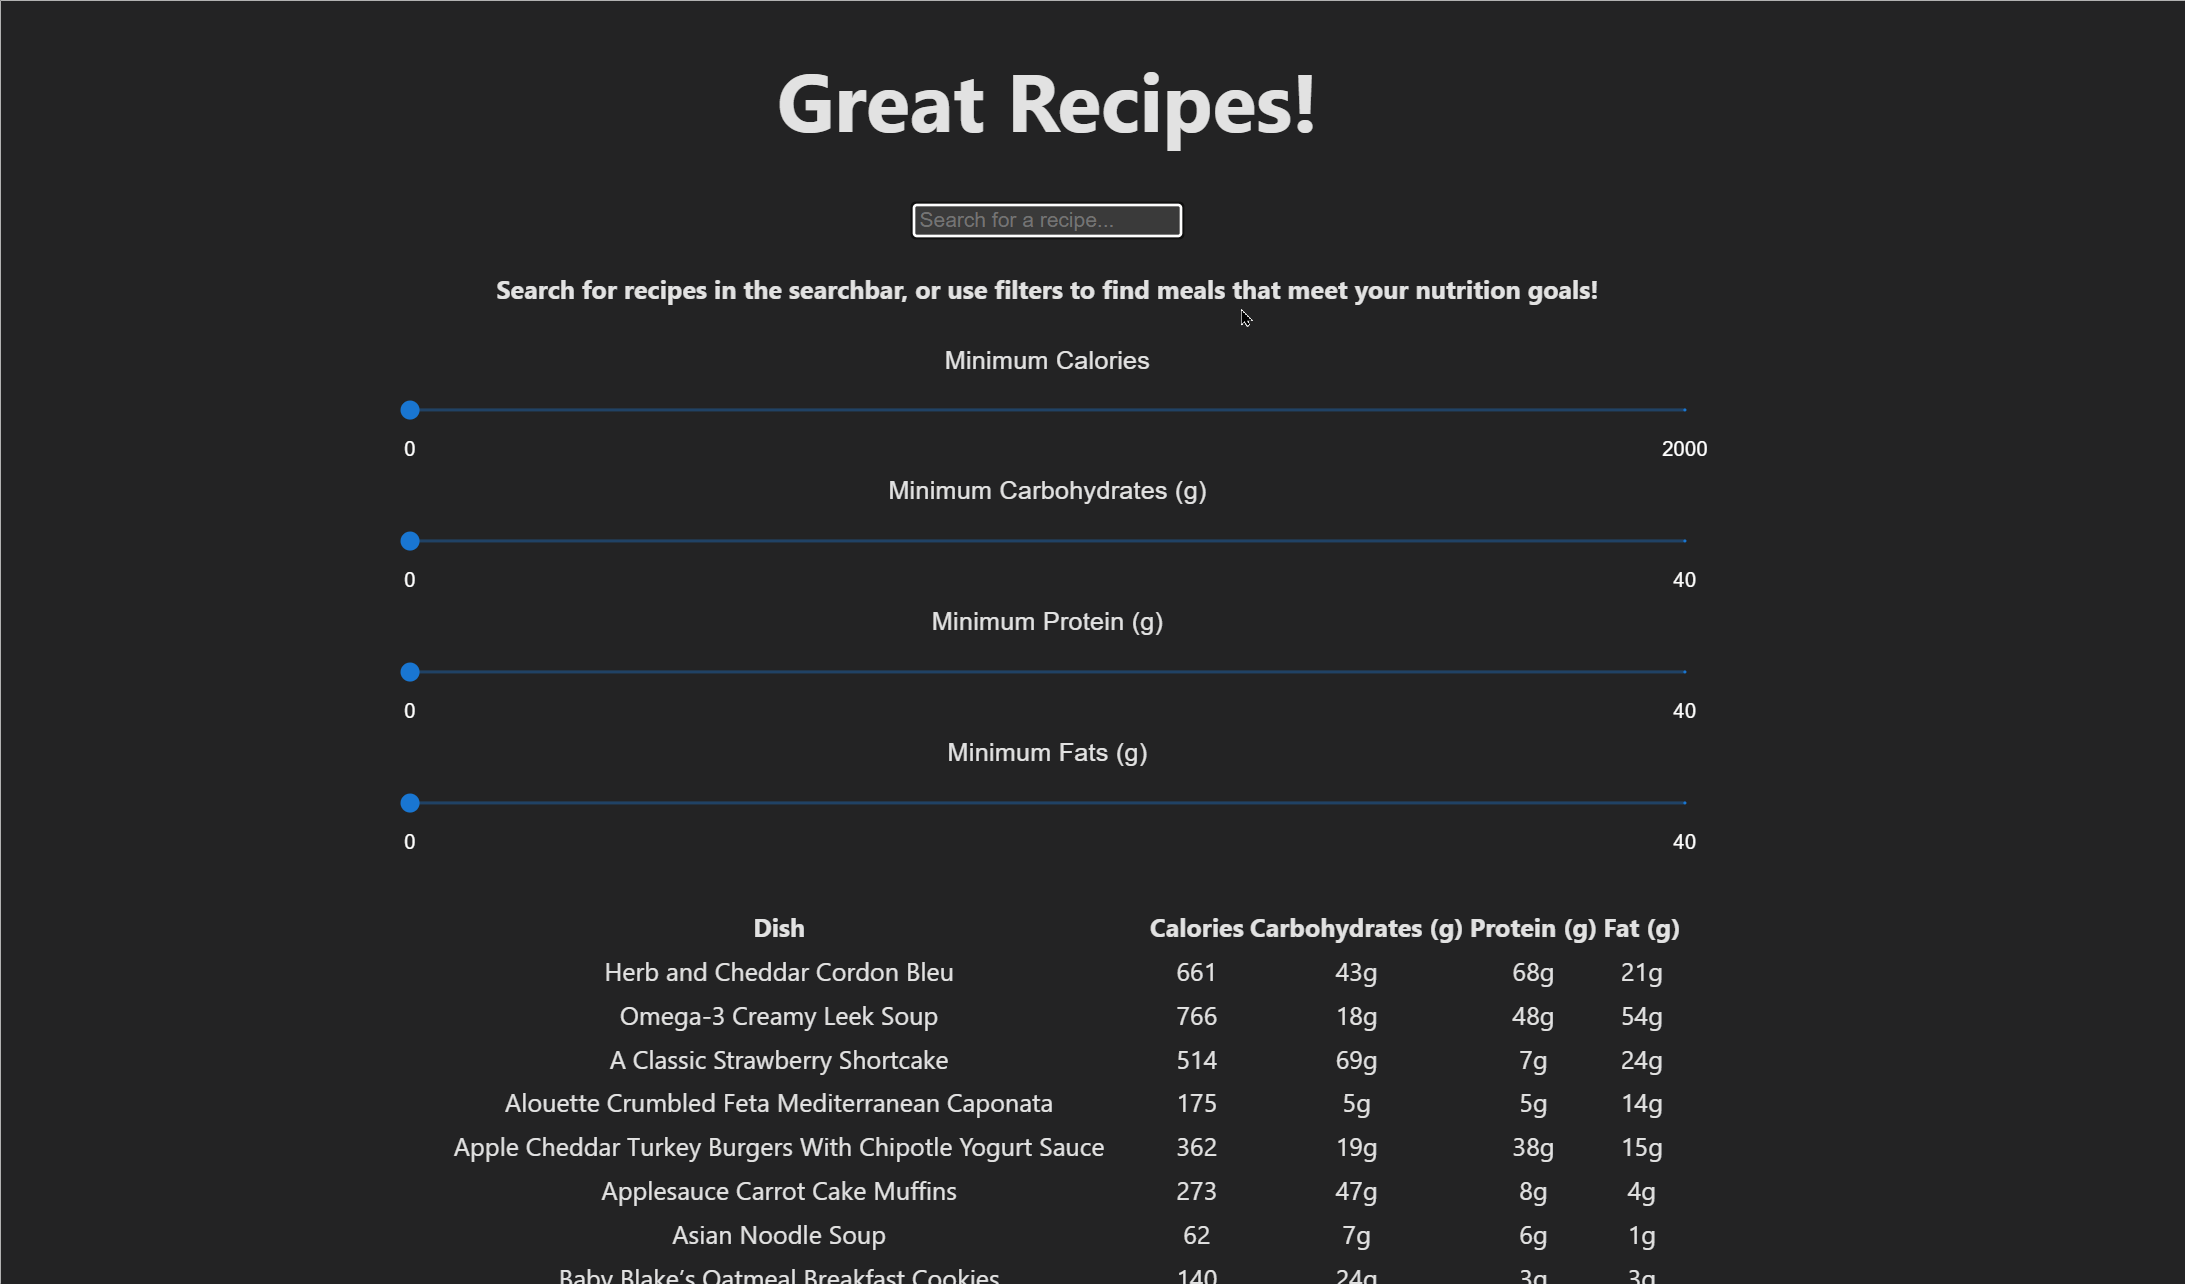 Great Recipes!
Search for a recipe...
Search for recipes in the searchbar, or use filters to find meals that meet your nutrition goals!
Minimum Calories
0 2000
Minimum Carbohydrates (g)
0 40
Minimum Protein (g)
0 40
Minimum Fats (g)
0 40
Dish Calories Carbohydrates (g) Protein (g) Fat (g)
Herb and Cheddar Cordon Bleu 661 43g 68g 21g
Omega-3 Creamy Leek Soup 766 18g 48g 54g
A Classic Strawberry Shortcake 514 69g 7g 24g
Alouette Crumbled Feta Mediterranean Caponata 175 5g 5g 14g
Apple Cheddar Turkey Burgers With Chipotle Yogurt Sauce 362 19g 38g 15g
Applesauce Carrot Cake Muffins 273 47g 8g 4g
Asian Noodle Soup 62 7g 6g 1g
Baby Blake’s Oatmeal Breakfast Cookies 140 24g 3g 3g